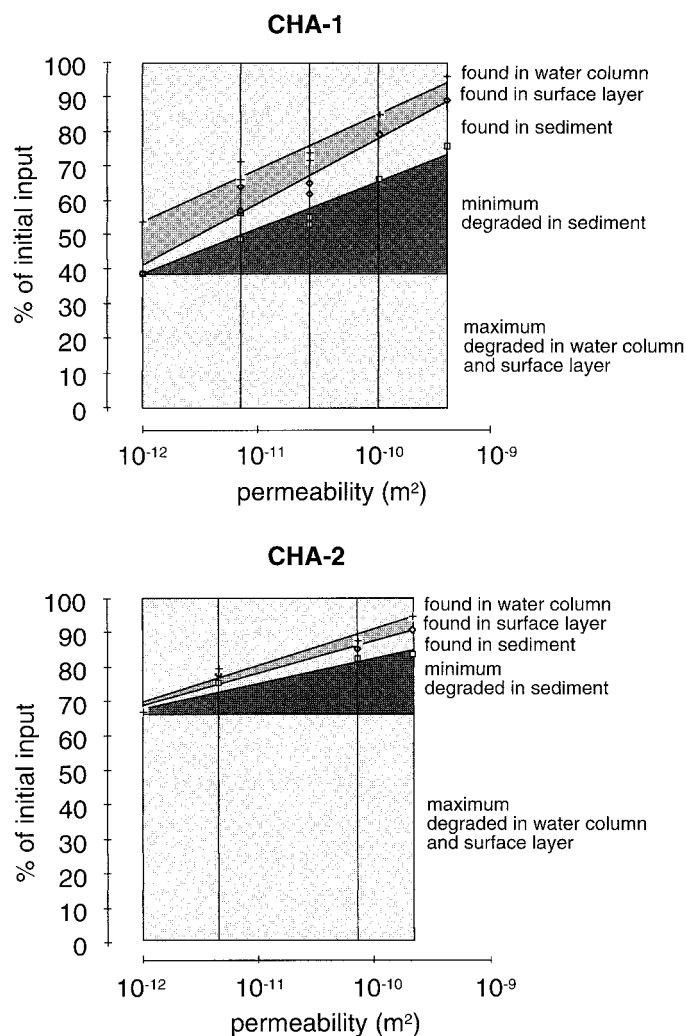 CHA-1
100
90
80
70
60
50
40
30
20
10
0
% of initial input
found in water column
found in surface layer
found in sediment
minimum
degraded in sediment
maximum
degraded in water column
and surface layer
10⁻¹² 10⁻¹¹ 10⁻¹⁰ 10⁻⁹
permeability (m²)
CHA-2
100
90
80
70
60
50
40
30
20
10
0
% of initial input
found in water column
found in surface layer
found in sediment
minimum
degraded in sediment
maximum
degraded in water column
and surface layer
10⁻¹² 10⁻¹¹ 10⁻¹⁰ 10⁻⁹
permeability (m²)